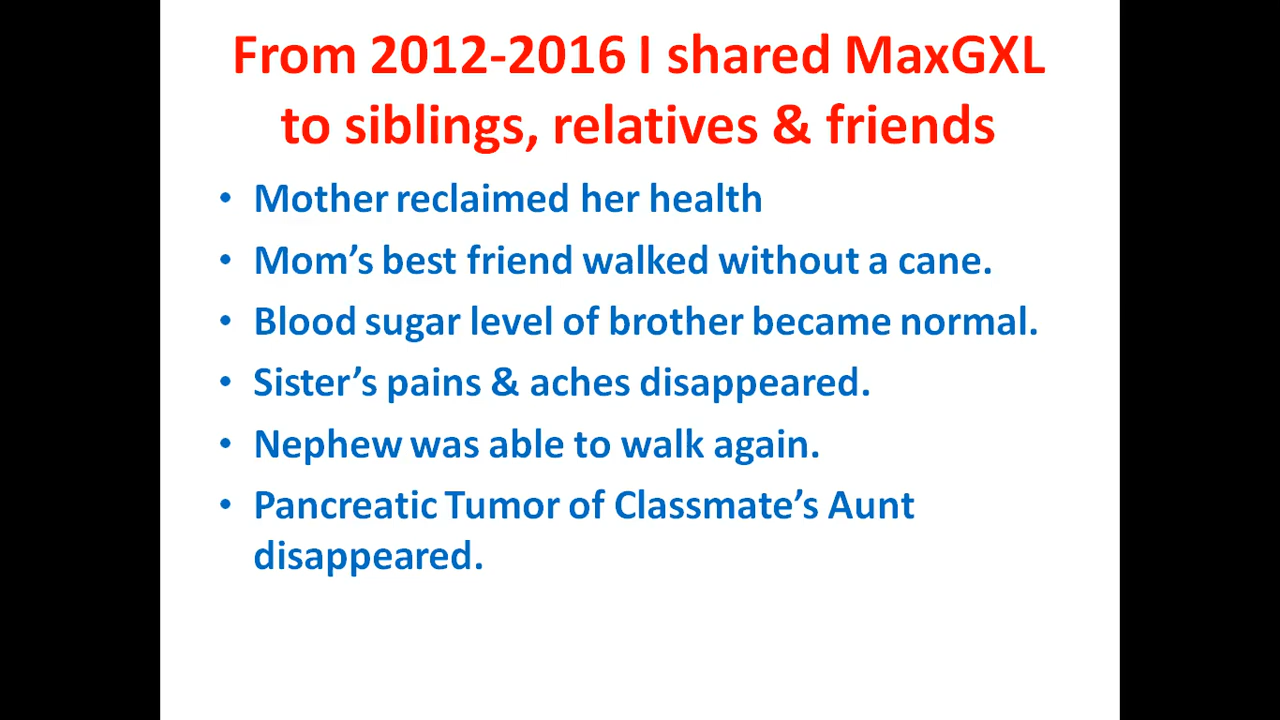 From 2012-2016 I shared MaxGXL
to siblings, relatives & friends
• Mother reclaimed her health
• Mom’s best friend walked without a cane.
• Blood sugar level of brother became normal.
• Sister’s pains & aches disappeared.
• Nephew was able to walk again.
• Pancreatic Tumor of Classmate’s Aunt
disappeared.